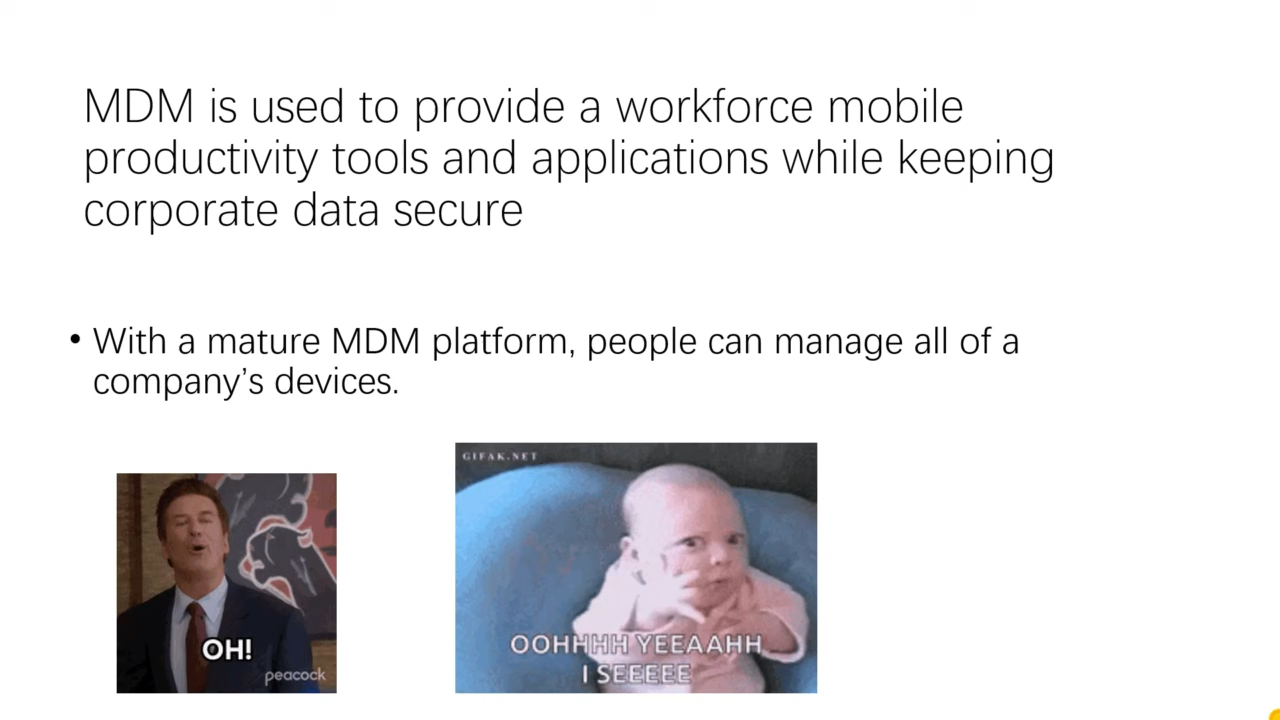 MDM is used to provide a workforce mobile
productivity tools and applications while keeping
corporate data secure
• With a mature MDM platform, people can manage all of a
company’s devices.
GIFAK.NET
OH!
peacock
OOHHHH YEEAAHH
I SEEEEE